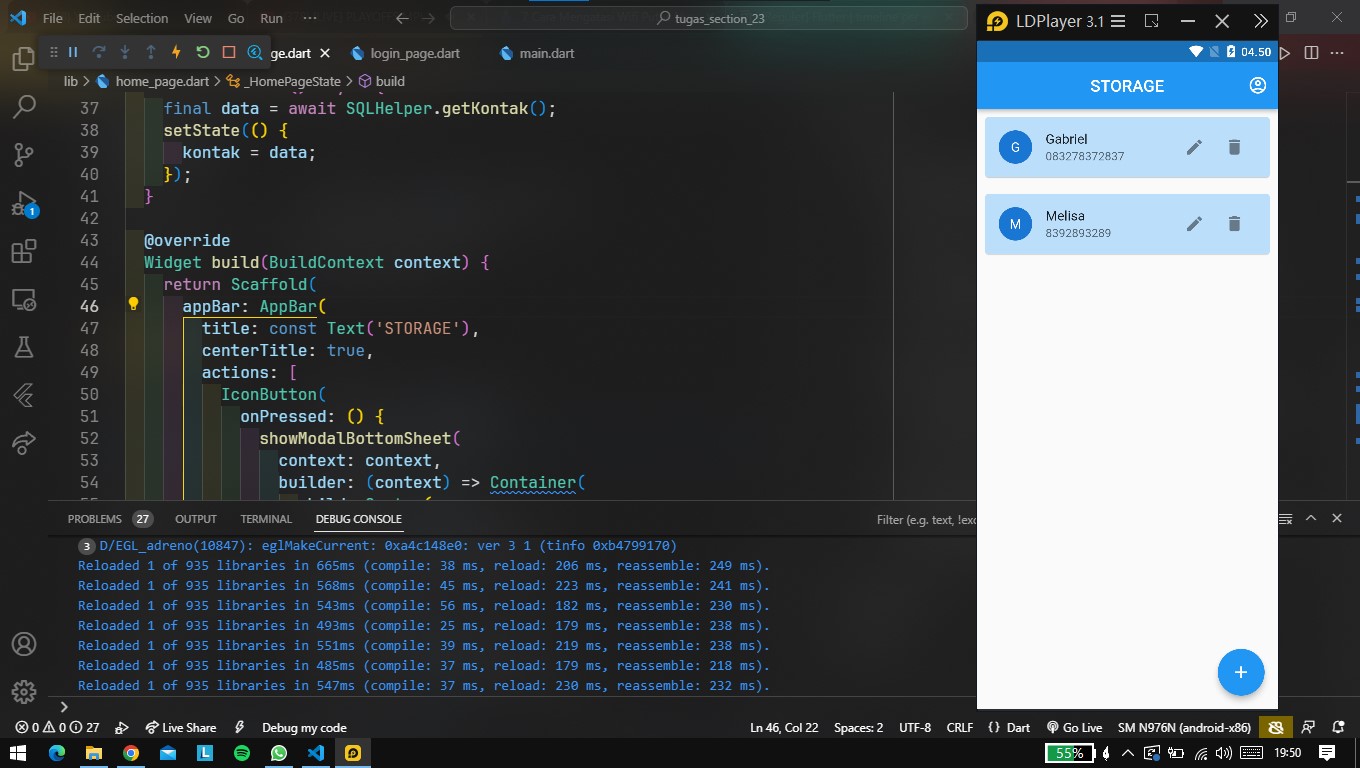 File Edit Selection View Go Run ···
tugas_section_23
LDPlayer 3.1
ge.dart
login_page.dart
main.dart
lib > home_page.dart > _HomePageState > build
37 final data = await SQLHelper.getKontak();
38 setState(() {
39 kontak = data;
40 });
41 }
42
43 @override
44 Widget build(BuildContext context) {
45 return Scaffold(
46 appBar: AppBar(
47 title: const Text('STORAGE'),
48 centerTitle: true,
49 actions: [
50 IconButton(
51 onPressed: () {
52 showModalBottomSheet(
53 context: context,
54 builder: (context) => Container(
04.50
STORAGE
G
Gabriel
083278372837
M
Melisa
8392893289
1
PROBLEMS 27 OUTPUT TERMINAL DEBUG CONSOLE
Filter (e.g. text, !exc
3 D/EGL_adreno(10847): eglMakeCurrent: 0xa4c148e0: ver 3 1 (tinfo 0xb4799170)
Reloaded 1 of 935 libraries in 665ms (compile: 38 ms, reload: 206 ms, reassemble: 249 ms).
Reloaded 1 of 935 libraries in 568ms (compile: 45 ms, reload: 223 ms, reassemble: 241 ms).
Reloaded 1 of 935 libraries in 543ms (compile: 56 ms, reload: 182 ms, reassemble: 230 ms).
Reloaded 1 of 935 libraries in 493ms (compile: 25 ms, reload: 179 ms, reassemble: 238 ms).
Reloaded 1 of 935 libraries in 551ms (compile: 39 ms, reload: 219 ms, reassemble: 238 ms).
Reloaded 1 of 935 libraries in 485ms (compile: 37 ms, reload: 179 ms, reassemble: 218 ms).
Reloaded 1 of 935 libraries in 547ms (compile: 37 ms, reload: 230 ms, reassemble: 232 ms).
0 0 27 Live Share Debug my code Ln 46, Col 22 Spaces: 2 UTF-8 CRLF {} Dart Go Live SM N976N (android-x86)
L
55% 19:50